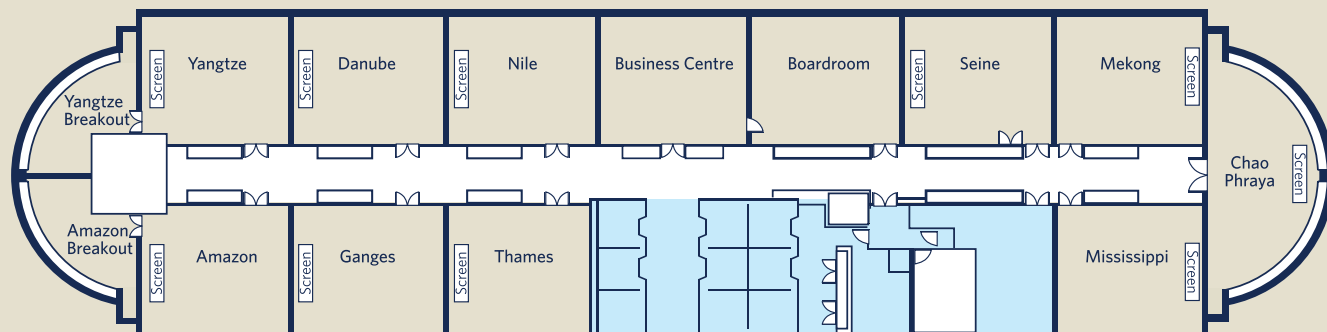 Yangtze
Danube
Nile
Business Centre
Boardroom
Seine
Mekong
Screen
Screen
Screen
Screen
Screen
Yangtze
Breakout
Chao
Phraya
Screen
Amazon
Breakout
Amazon
Ganges
Thames
Mississippi
Screen
Screen
Screen
Screen